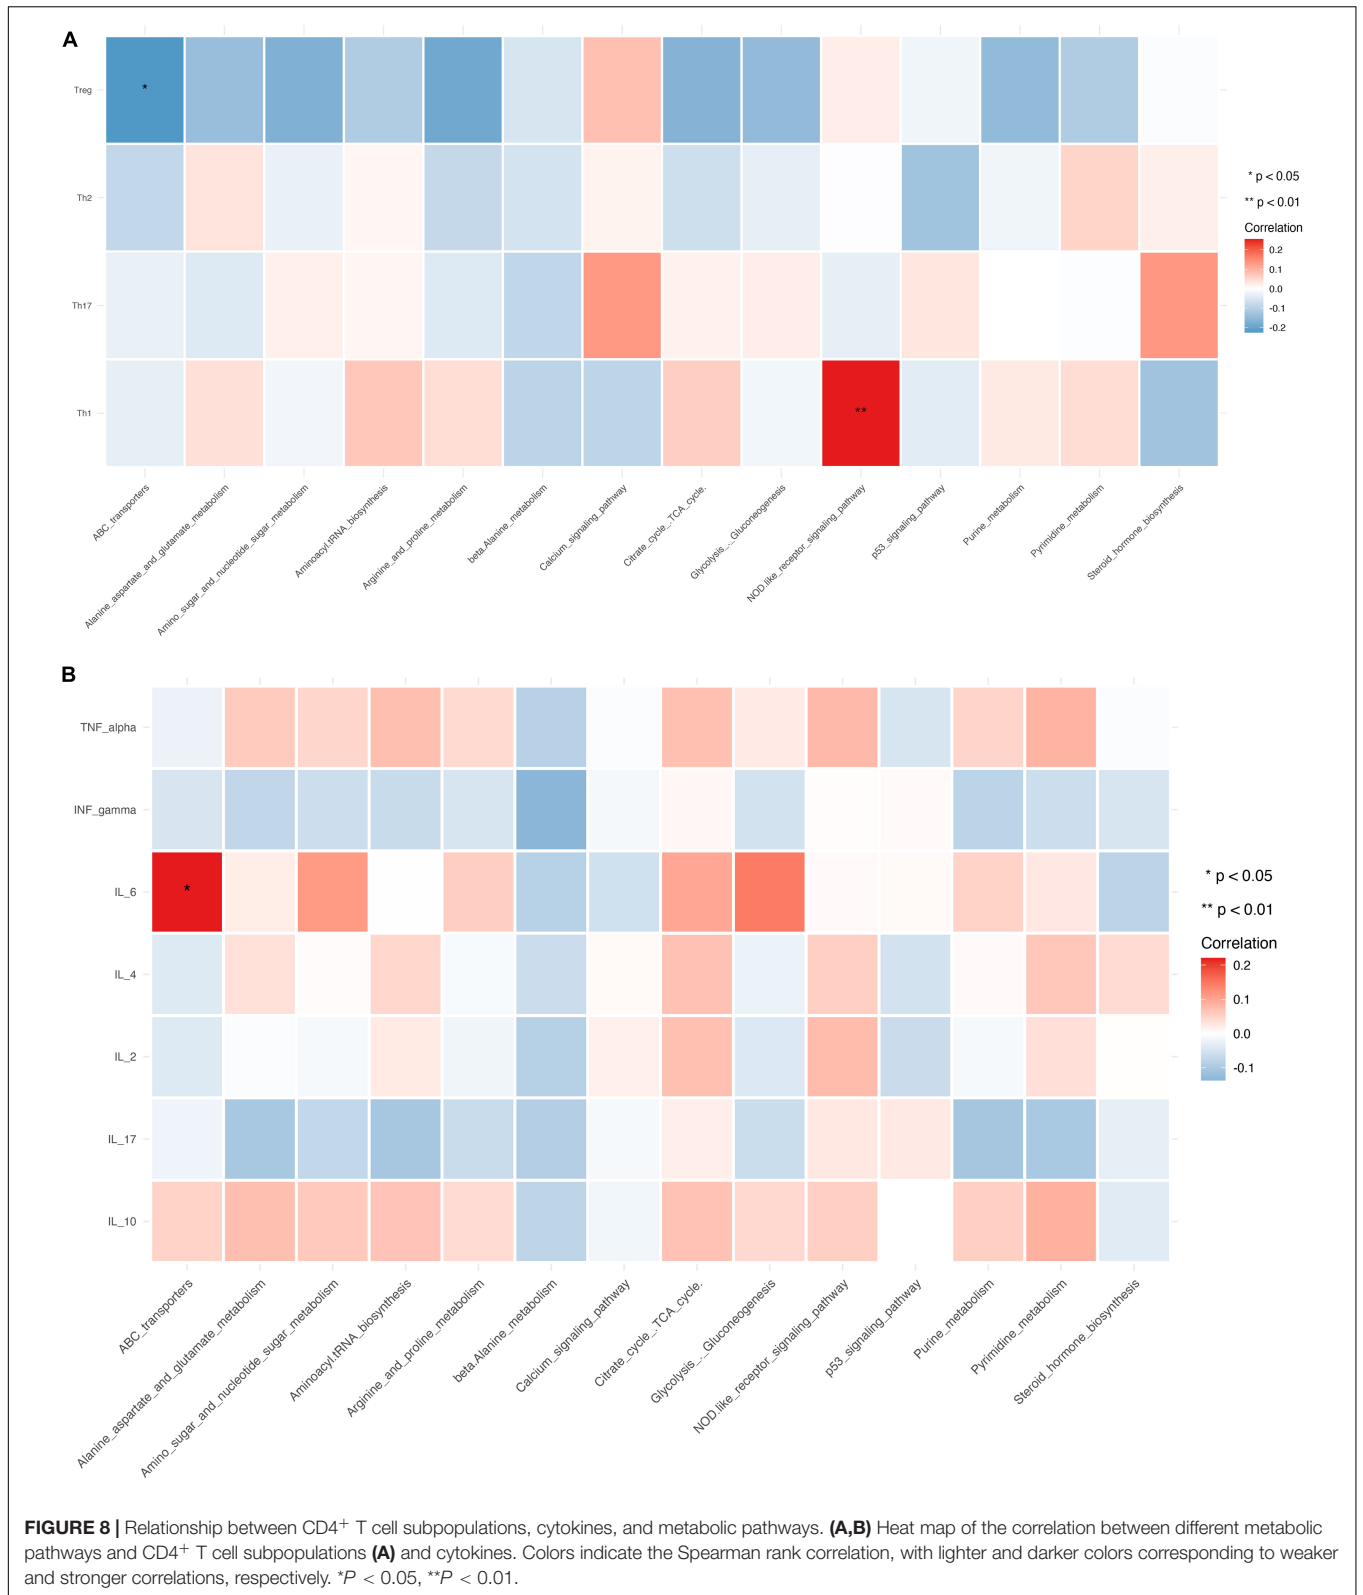 A
Treg
*
Th2
Th17
Th1
**
* p < 0.05
** p < 0.01
Correlation
0.2
0.1
0.0
-0.1
-0.2
ABC_transporters
Alanine_aspartate_and_glutamate_metabolism
Amino_sugar_and_nucleotide_sugar_metabolism
Aminoacyl.tRNA_biosynthesis
Arginine_and_proline_metabolism
beta.Alanine_metabolism
Calcium_signaling_pathway
Citrate_cycle_.TCA_cycle.
Glycolysis_._Gluconeogenesis
NOD.like_receptor_signaling_pathway
p53_signaling_pathway
Purine_metabolism
Pyrimidine_metabolism
Steroid_hormone_biosynthesis
B
TNF_alpha
INF_gamma
IL_6
*
IL_4
IL_2
IL_17
IL_10
* p < 0.05
** p < 0.01
Correlation
0.2
0.1
0.0
-0.1
ABC_transporters
Alanine_aspartate_and_glutamate_metabolism
Amino_sugar_and_nucleotide_sugar_metabolism
Aminoacyl.tRNA_biosynthesis
Arginine_and_proline_metabolism
beta.Alanine_metabolism
Calcium_signaling_pathway
Citrate_cycle_.TCA_cycle.
Glycolysis_._Gluconeogenesis
NOD.like_receptor_signaling_pathway
p53_signaling_pathway
Purine_metabolism
Pyrimidine_metabolism
Steroid_hormone_biosynthesis
FIGURE 8 | Relationship between CD4+ T cell subpopulations, cytokines, and metabolic pathways. (A,B) Heat map of the correlation between different metabolic
pathways and CD4+ T cell subpopulations (A) and cytokines. Colors indicate the Spearman rank correlation, with lighter and darker colors corresponding to weaker
and stronger correlations, respectively. *P < 0.05, **P < 0.01.